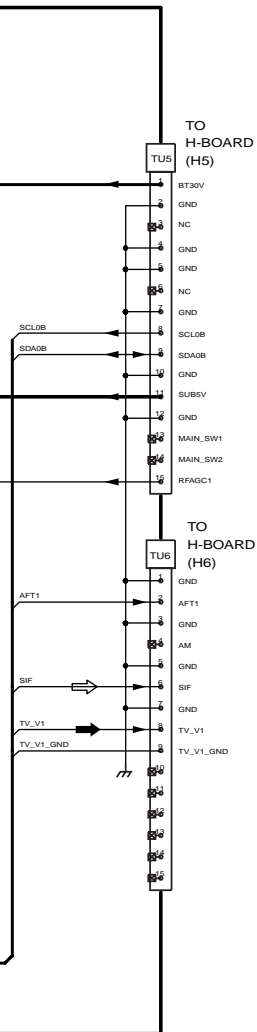 TO
H-BOARD
(H5)
TU5
1 BT30V
2 GND
3 NC
4 GND
5 GND
6 NC
7 GND
SCL0B 8 SCL0B
SDA0B 9 SDA0B
10 GND
11 SUB5V
12 GND
13 MAIN_SW1
14 MAIN_SW2
15 RFAGC1
TO
H-BOARD
(H6)
TU6
1 GND
AFT1 2 AFT1
3 GND
4 AM
5 GND
SIF 6 SIF
7 GND
TV_V1 8 TV_V1
TV_V1_GND 9 TV_V1_GND
10
11
12
13
14
15